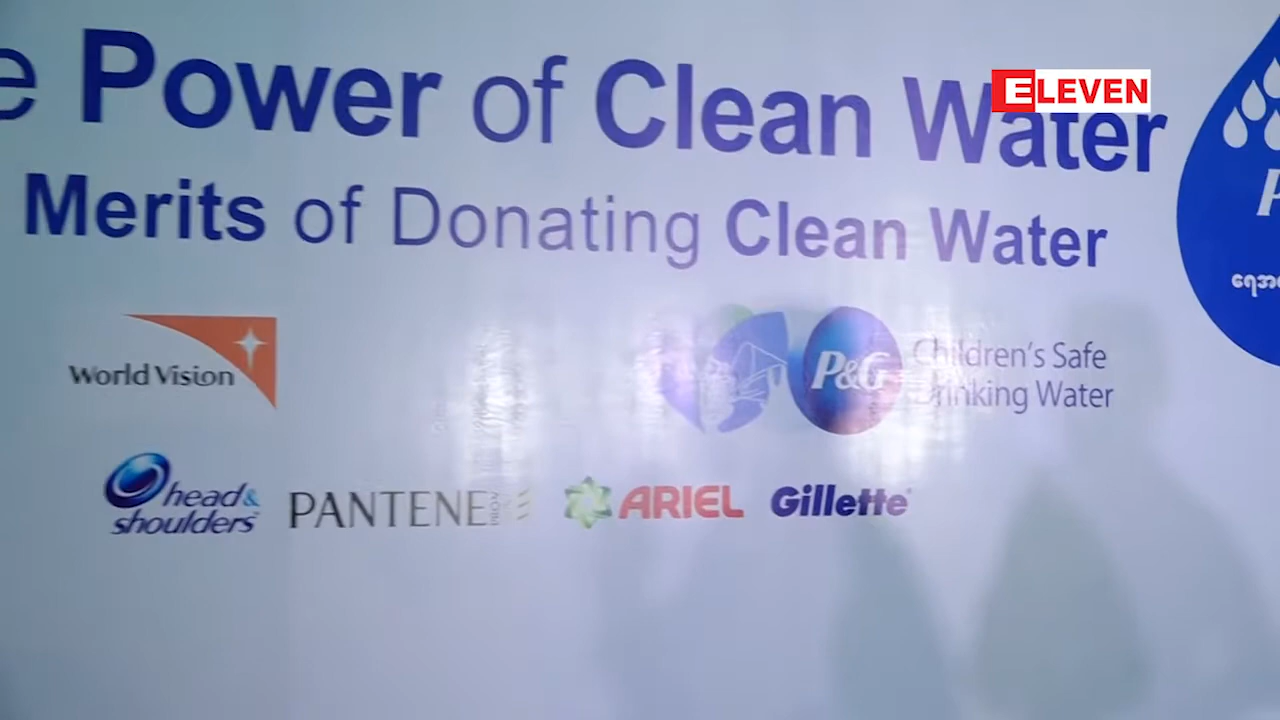 e Power of Clean Water
ELEVEN
Merits of Donating Clean Water
World Vision
P&G
Children's Safe
Drinking Water
head&
shoulders
PANTENE
ARIEL
Gillette